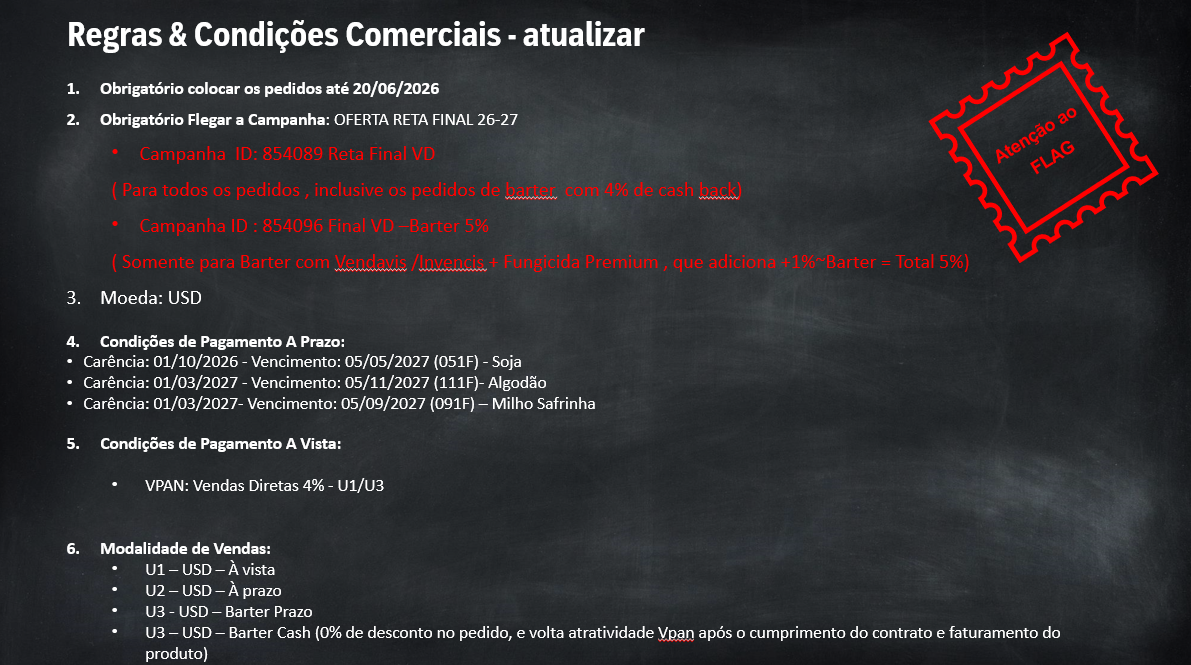 Regras & Condições Comerciais - atualizar
1. Obrigatório colocar os pedidos até 20/06/2026
2. Obrigatório Flegar a Campanha: OFERTA RETA FINAL 26-27
• Campanha ID: 854089 Reta Final VD
( Para todos os pedidos , inclusive os pedidos de barter com 4% de cash back)
• Campanha ID : 854096 Final VD –Barter 5%
( Somente para Barter com Vendavis /Invencis + Fungicida Premium , que adiciona +1%~Barter = Total 5%)
Atenção ao
FLAG
3. Moeda: USD
4. Condições de Pagamento A Prazo:
• Carência: 01/10/2026 - Vencimento: 05/05/2027 (051F) - Soja
• Carência: 01/03/2027 - Vencimento: 05/11/2027 (111F)- Algodão
• Carência: 01/03/2027- Vencimento: 05/09/2027 (091F) – Milho Safrinha
5. Condições de Pagamento A Vista:
• VPAN: Vendas Diretas 4% - U1/U3
6. Modalidade de Vendas:
• U1 – USD – À vista
• U2 – USD – À prazo
• U3 - USD – Barter Prazo
• U3 – USD – Barter Cash (0% de desconto no pedido, e volta atratividade Vpan após o cumprimento do contrato e faturamento do
produto)